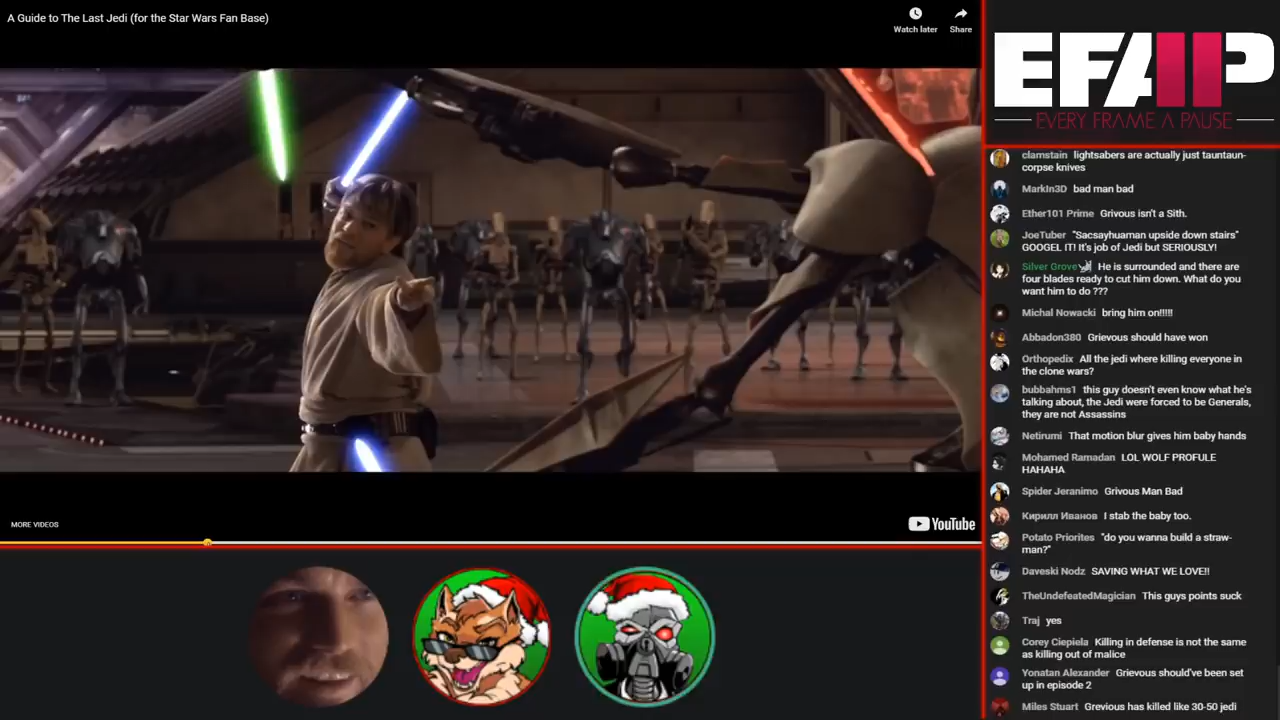 A Guide to The Last Jedi (for the Star Wars Fan Base)
Watch later
Share
MORE VIDEOS
YouTube
EFAP
EVERY FRAME A PAUSE
clamstain lightsabers are actually just tauntaun-
corpse knives
MarkIn3D bad man bad
Ether101 Prime Grivous isn't a Sith.
JoeTuber "Sacsayhuaman upside down stairs"
GOOGEL IT! It's job of Jedi but SERIOUSLY!
Silver Grove He is surrounded and there are
four blades ready to cut him down. What do you
want him to do ???
Michal Nowacki bring him on!!!!!
Abbadon380 Grievous should have won
Orthopedix All the jedi where killing everyone in
the clone wars?
bubbahms1 this guy doesn't even know what he's
talking about, the Jedi were forced to be Generals,
they are not Assassins
Netirumi That motion blur gives him baby hands
Mohamed Ramadan LOL WOLF PROFULE
HAHAHA
Spider Jeranimo Grivous Man Bad
Кирилл Иванов I stab the baby too.
Potato Priorites "do you wanna build a straw-
man?"
Daveski Nodz SAVING WHAT WE LOVE!!
TheUndefeatedMagician This guys points suck
Traj yes
Corey Ciepiela Killing in defense is not the same
as killing out of malice
Yonatan Alexander Grievous should've been set
up in episode 2
Miles Stuart Grevious has killed like 30-50 jedi